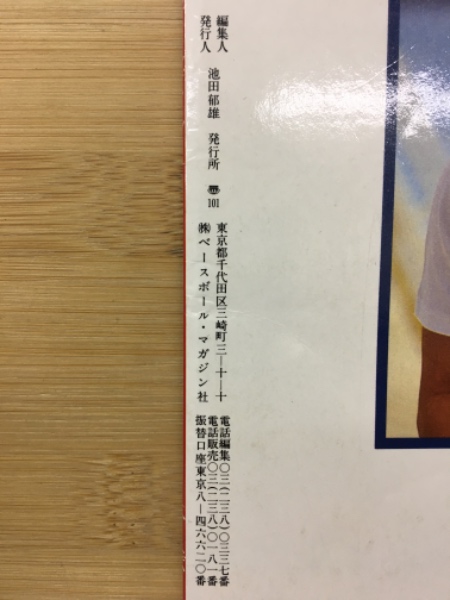 編集人
発行人
池田郁雄
発行所
〠101
東京都千代田区三崎町三―十―十
㈱ベースボール・マガジン社
電話編集〇三(二三八)〇三三七番
電話販売〇三(二三八)〇一八一番
振替口座東京八―四六六二〇番